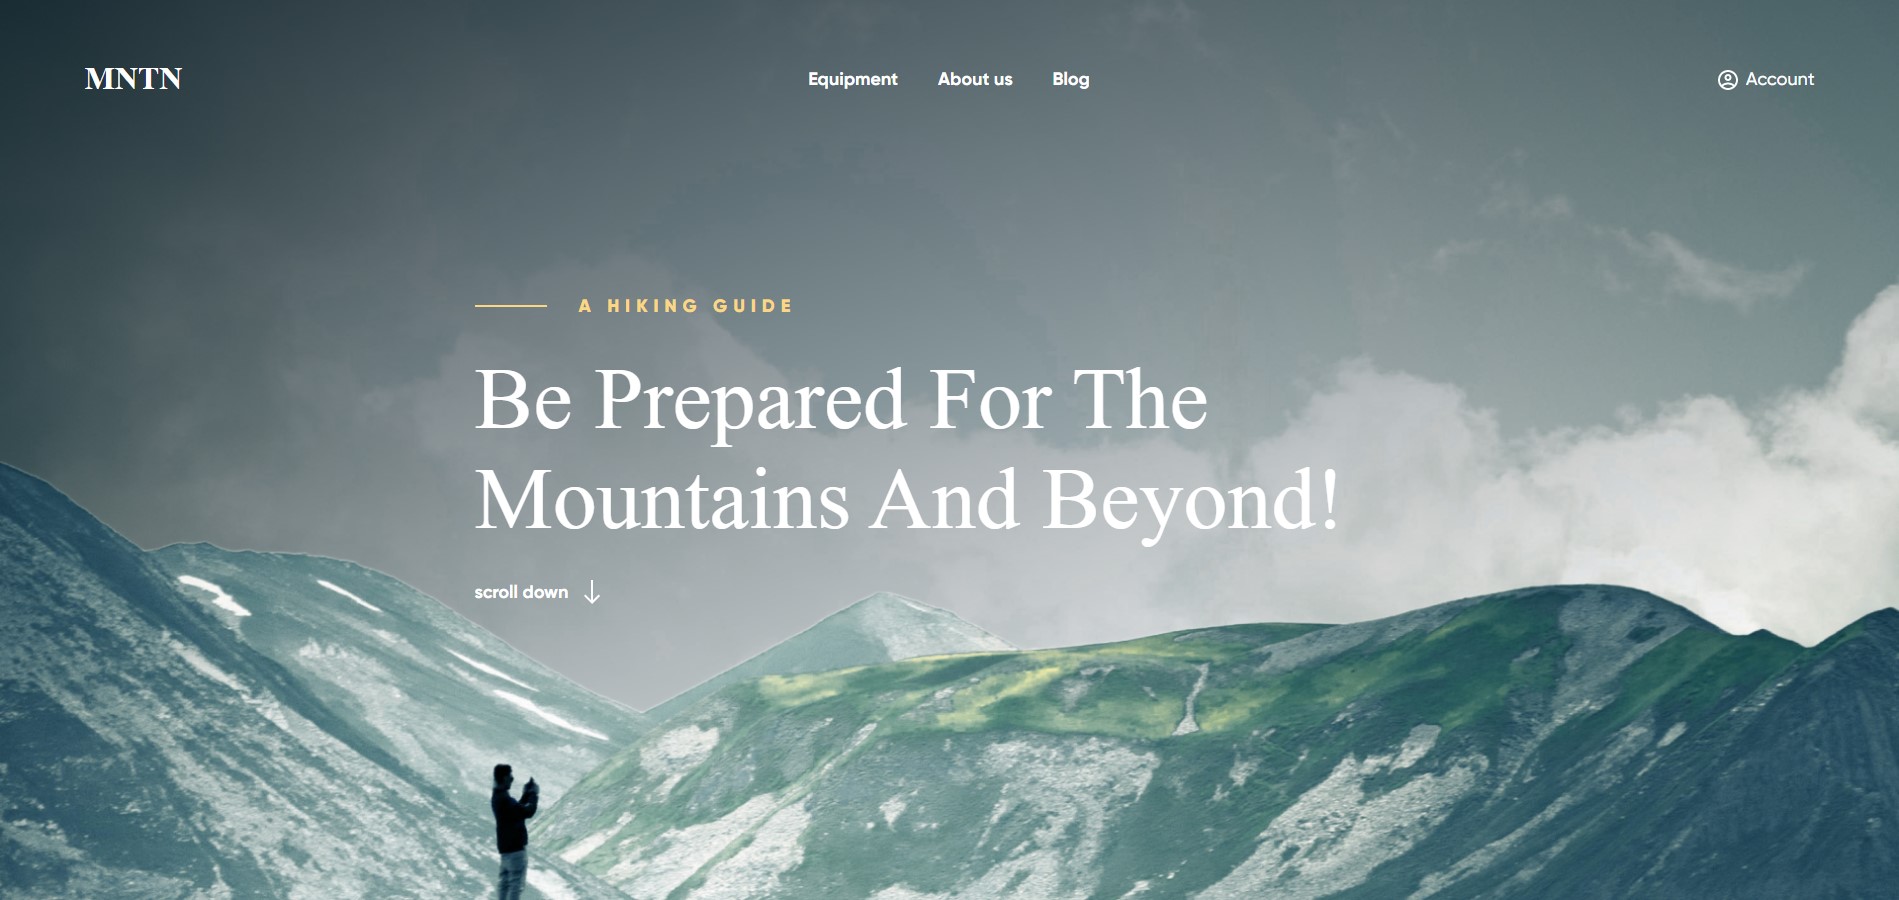 MNTN
Equipment
About us
Blog
Account
A HIKING GUIDE
Be Prepared For The
Mountains And Beyond!
scroll down